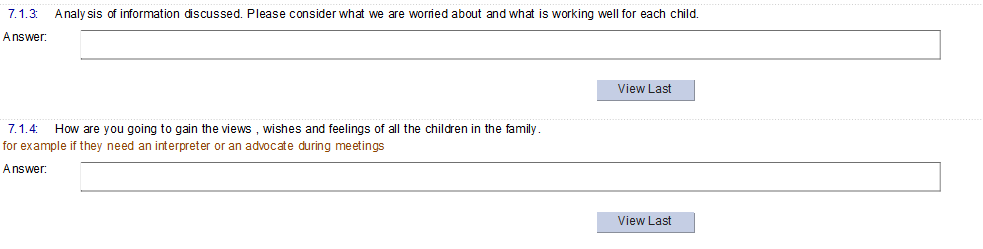 7.1.3: Analysis of information discussed. Please consider what we are worried about and what is working well for each child.
Answer:
View Last
7.1.4: How are you going to gain the views , wishes and feelings of all the children in the family.
for example if they need an interpreter or an advocate during meetings
Answer:
View Last